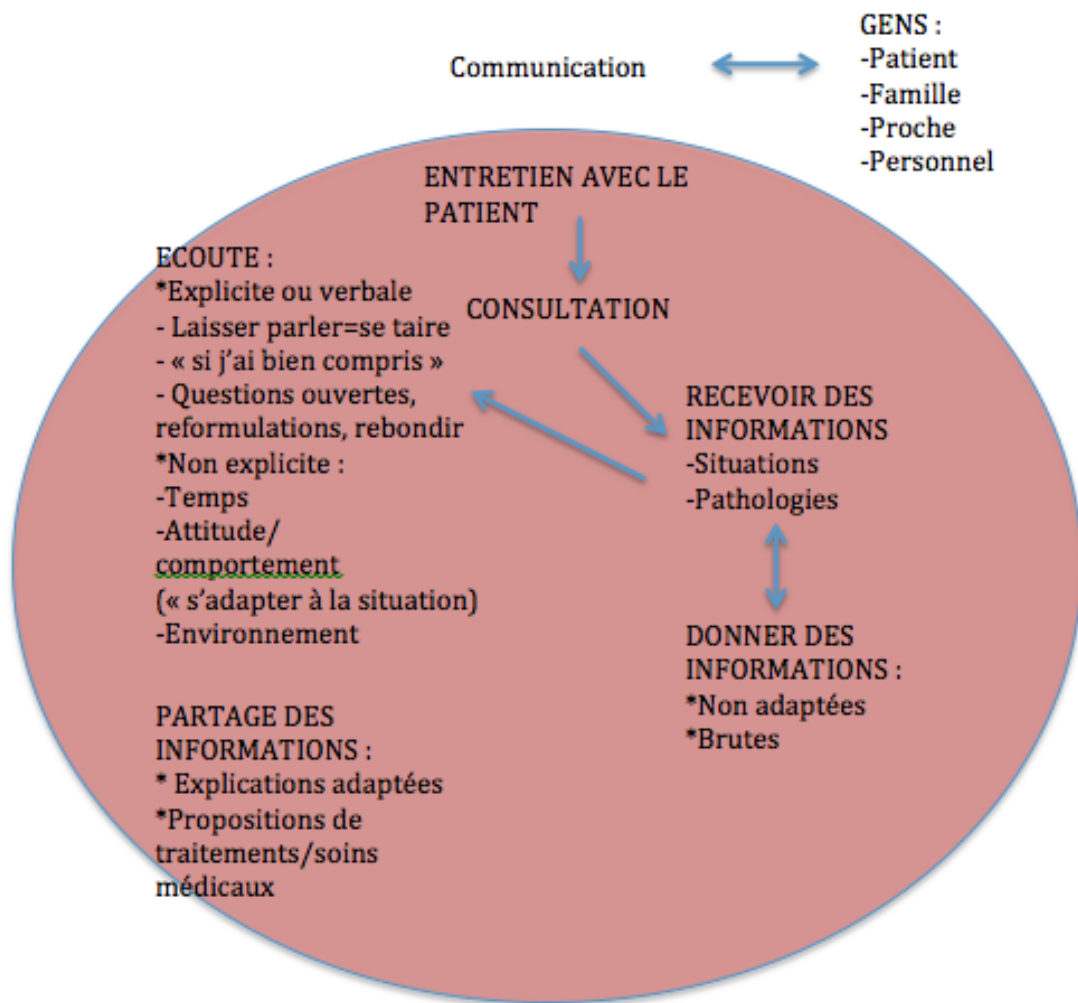 Communication
GENS :
-Patient
-Famille
-Proche
-Personnel
ENTRETIEN AVEC LE
PATIENT
CONSULTATION
ECOUTE :
*Explicite ou verbale
- Laisser parler=se taire
- « si j’ai bien compris »
- Questions ouvertes,
reformulations, rebondir
*Non explicite :
-Temps
-Attitude/
comportement
(« s’adapter à la situation)
-Environnement
RECEVOIR DES
INFORMATIONS
-Situations
-Pathologies
DONNER DES
INFORMATIONS :
*Non adaptées
*Brutes
PARTAGE DES
INFORMATIONS :
* Explications adaptées
*Propositions de
traitements/soins
médicaux